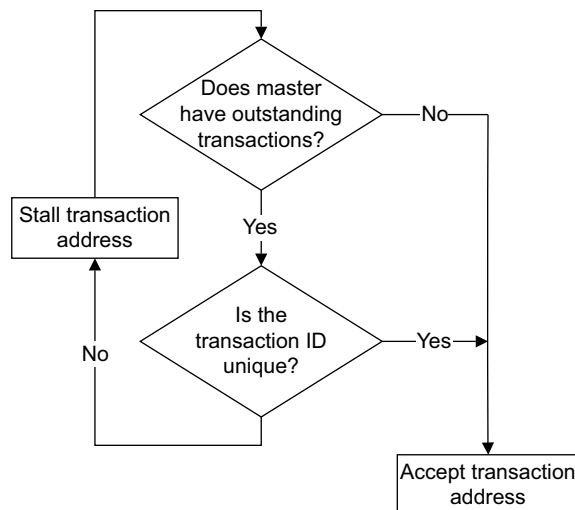 Does master
have outstanding
transactions?
No
Stall transaction
address
Yes
Is the
transaction ID
unique?
Yes
No
Accept transaction
address